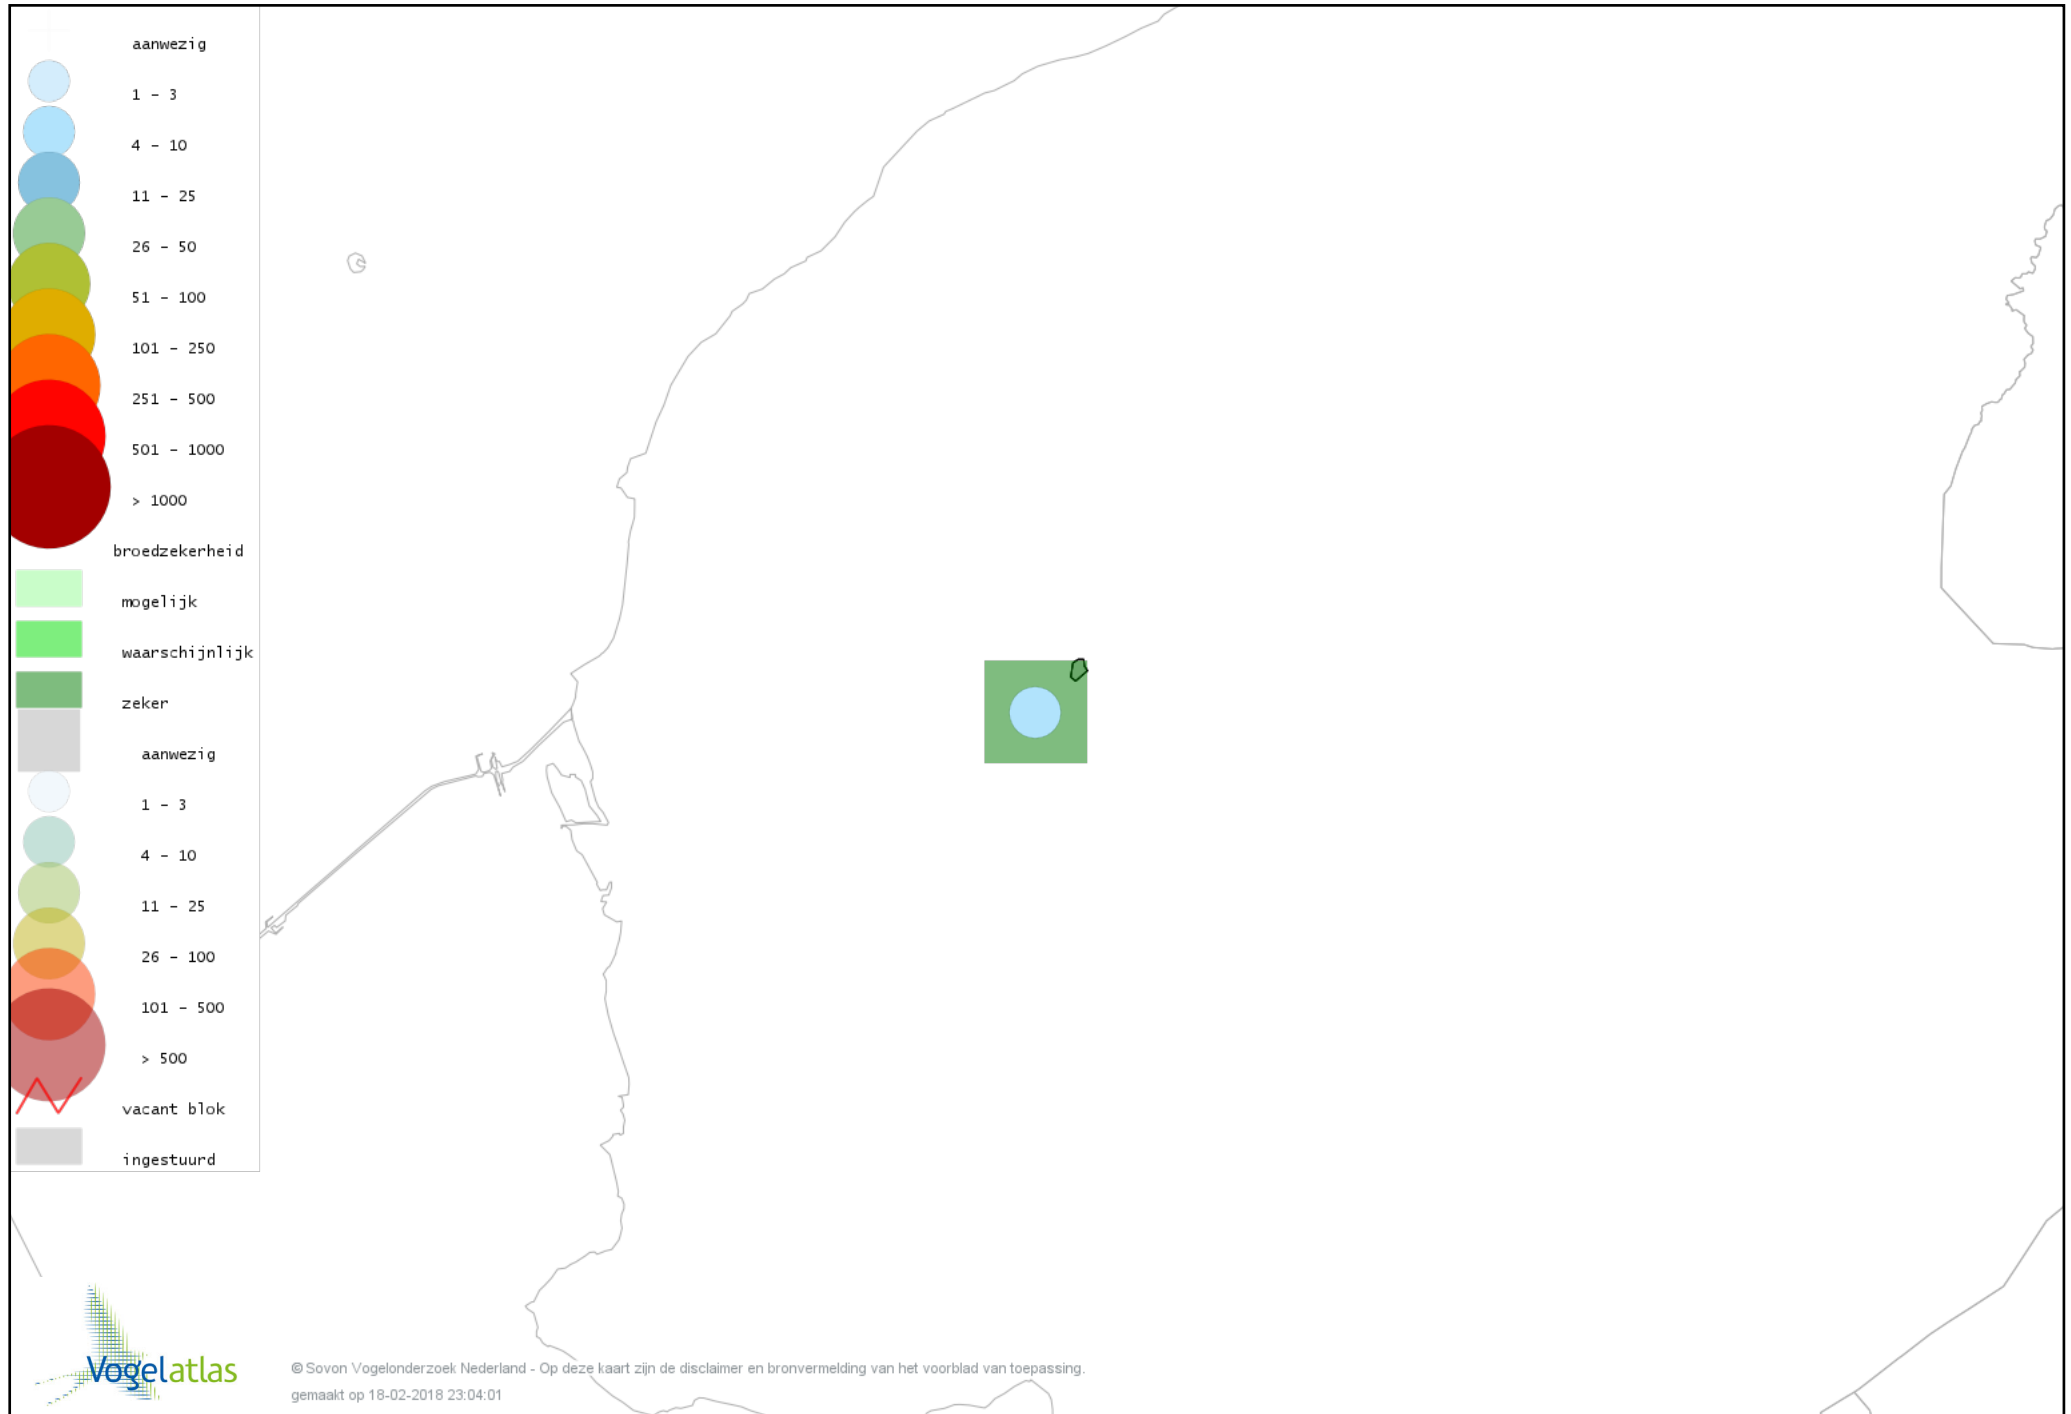 aanwezig
1 - 3
4 - 10
11 - 25
26 - 50
51 - 100
101 - 250
251 - 500
501 - 1000
> 1000
broedzekerheid
mogelijk
waarschijnlijk
zeker
aanwezig
1 - 3
4 - 10
11 - 25
26 - 100
101 - 500
> 500
vacant blok
ingestuurd
Vogelatlas
© Sovon Vogelonderzoek Nederland - Op deze kaart zijn de disclaimer en bronvermelding van het voorblad van toepassing.
gemaakt op 18-02-2018 23:04:01